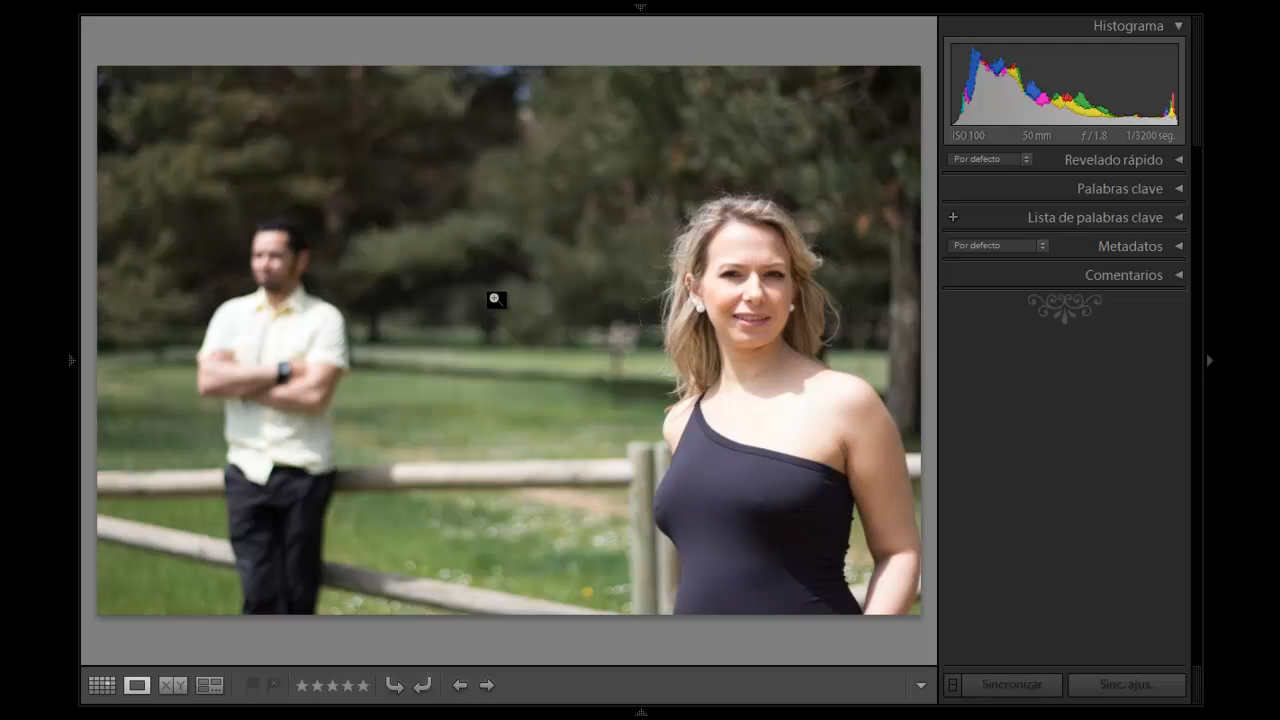 Histograma
ISO 100 50 mm ƒ / 1.8 1/3200 seg.
Por defecto Revelado rápido
Palabras clave
Lista de palabras clave
Por defecto Metadatos
Comentarios
X Y
Sincronizar Sinc. ajus.